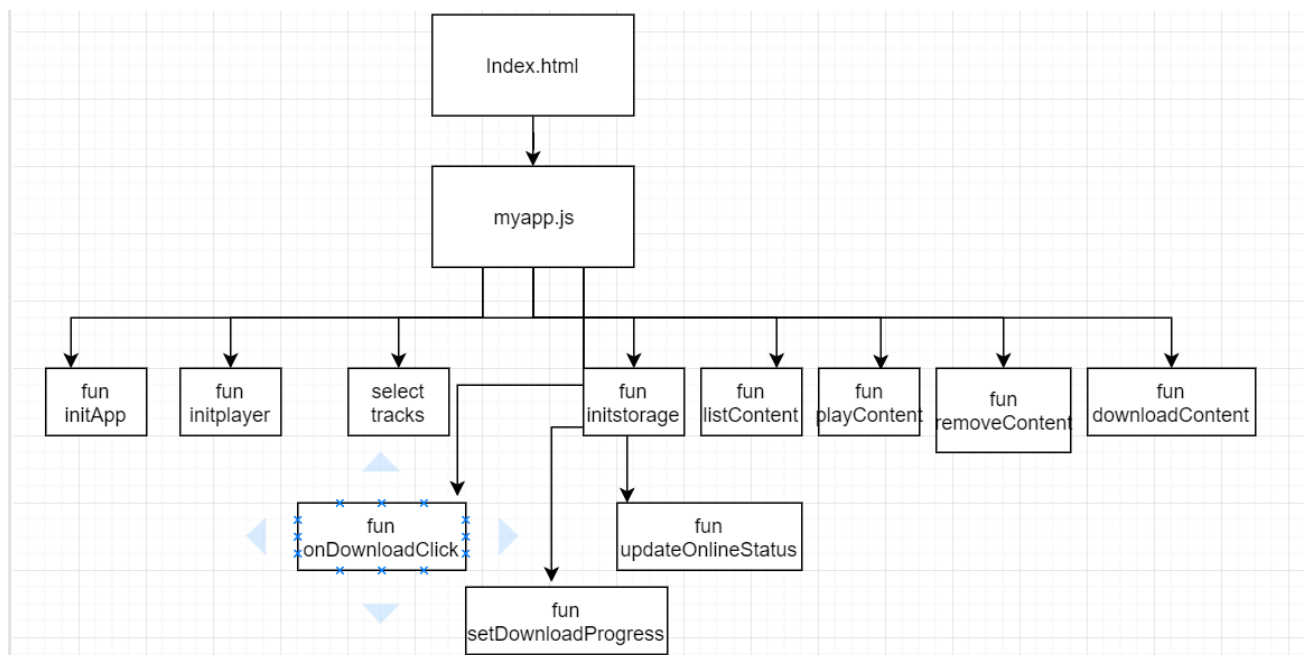 Index.html
myapp.js
fun
initApp
fun
initplayer
select
tracks
fun
initstorage
fun
listContent
fun
playContent
fun
removeContent
fun
downloadContent
fun
onDownloadClick
fun
updateOnlineStatus
fun
setDownloadProgress